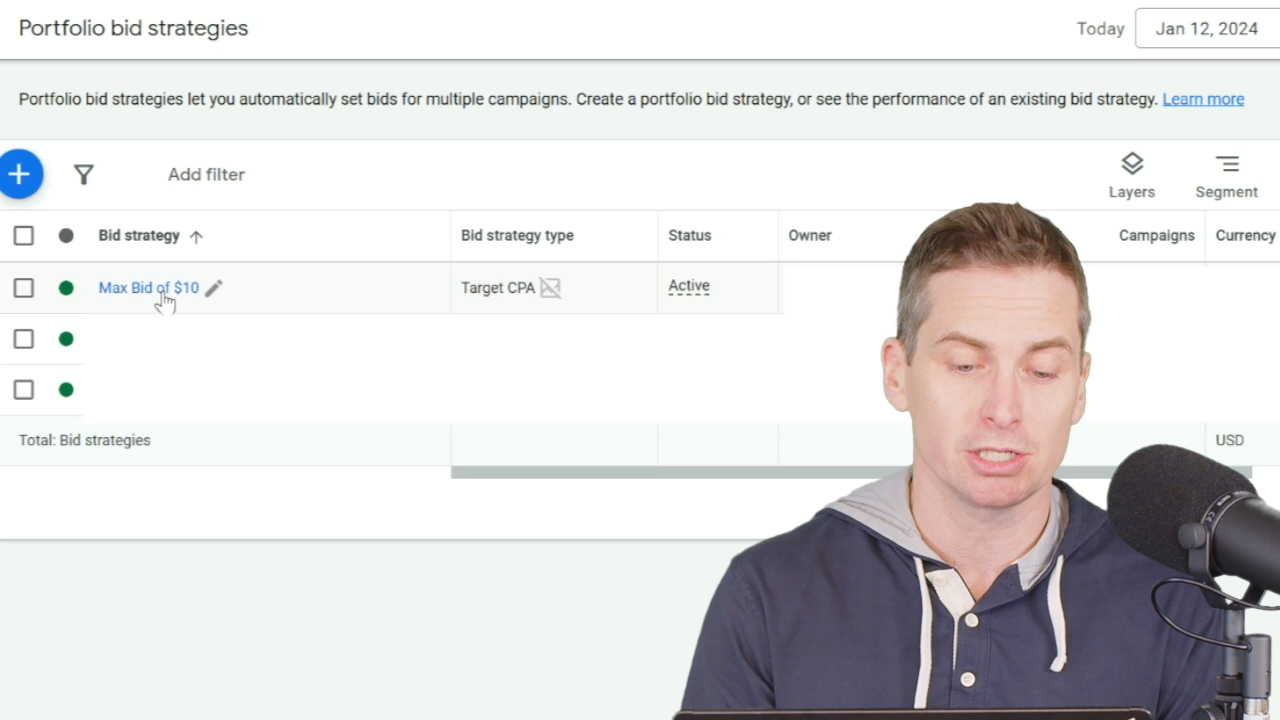 Portfolio bid strategies
Today Jan 12, 2024
Portfolio bid strategies let you automatically set bids for multiple campaigns. Create a portfolio bid strategy, or see the performance of an existing bid strategy. Learn more
Add filter
Layers Segment
Bid strategy Bid strategy type Status Owner Campaigns Currency
Max Bid of $10 Target CPA Active
Total: Bid strategies USD